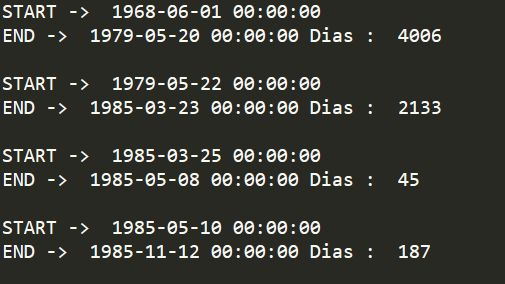 START ->  1968-06-01 00:00:00
END ->  1979-05-20 00:00:00 Dias :  4006
START ->  1979-05-22 00:00:00
END ->  1985-03-23 00:00:00 Dias :  2133
START ->  1985-03-25 00:00:00
END ->  1985-05-08 00:00:00 Dias :  45
START ->  1985-05-10 00:00:00
END ->  1985-11-12 00:00:00 Dias :  187